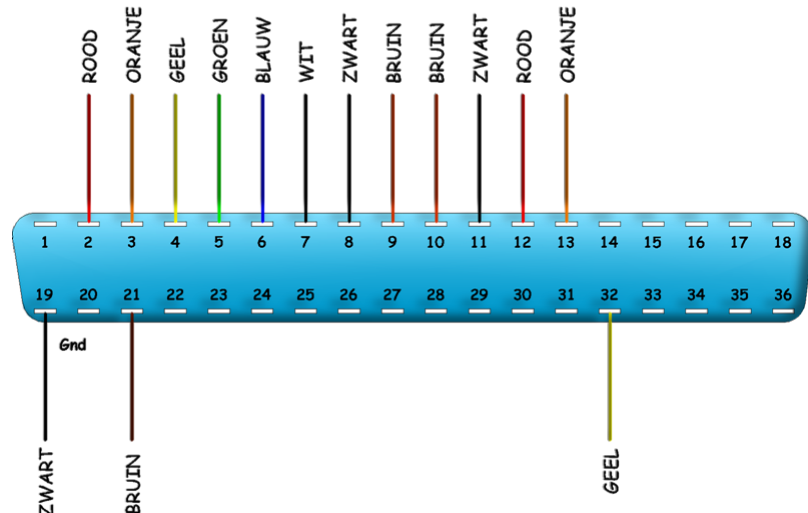 ROOD ORANJE GEEL GROEN BLAUW WIT ZWART BRUIN BRUIN ZWART ROOD ORANJE
1 2 3 4 5 6 7 8 9 10 11 12 13 14 15 16 17 18
19 20 21 22 23 24 25 26 27 28 29 30 31 32 33 34 35 36
Gnd
ZWART BRUIN GEEL